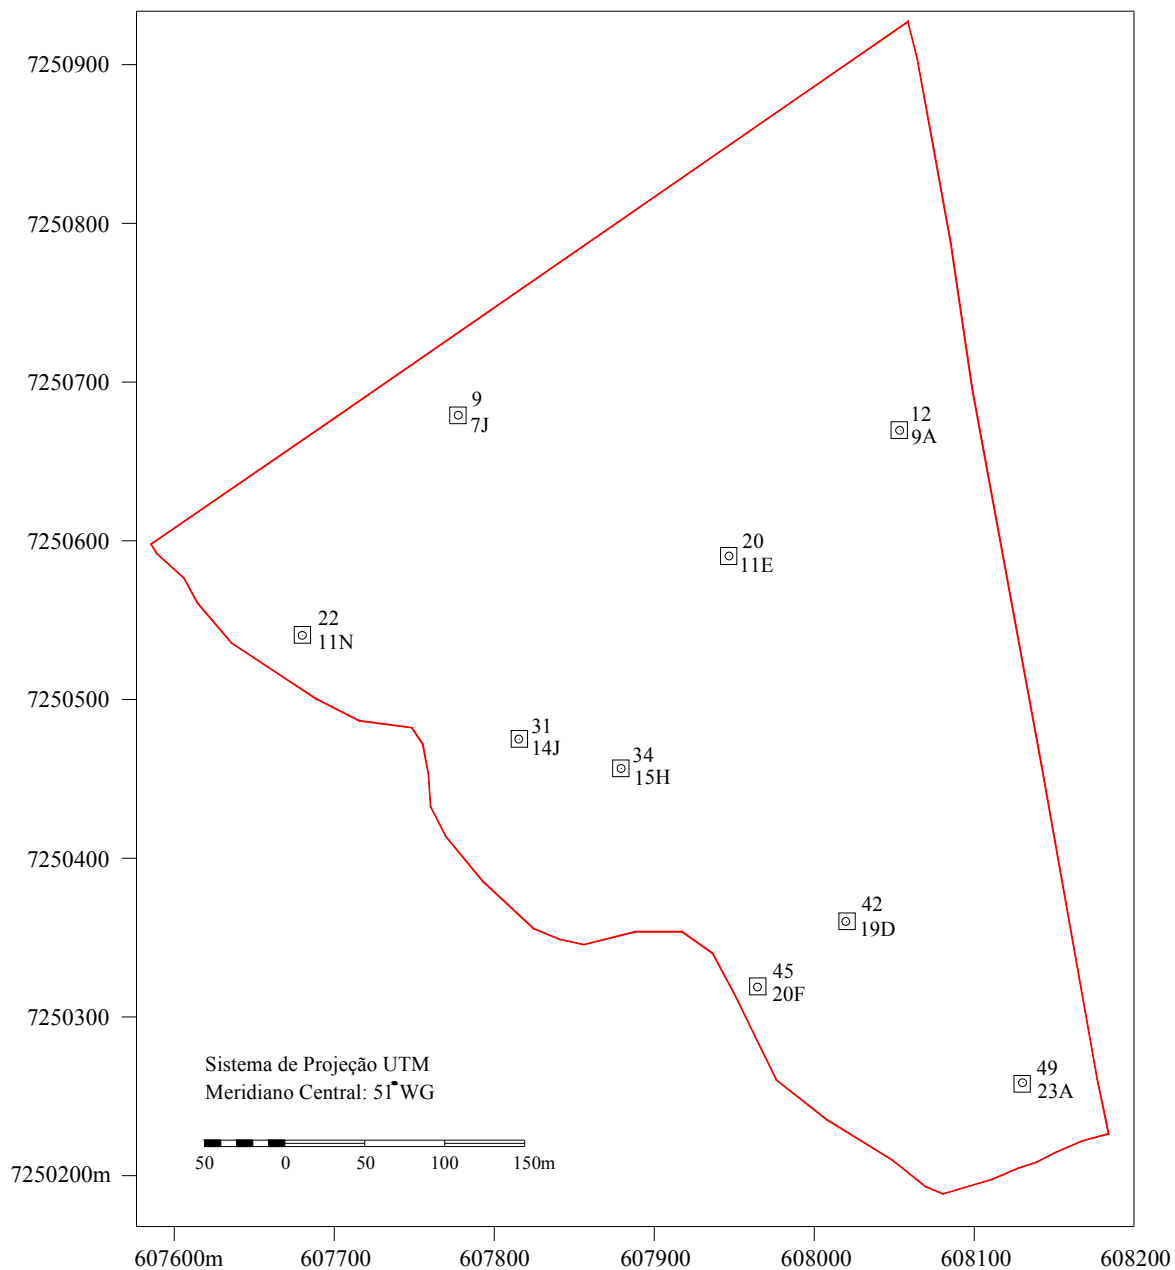 7250900
7250800
7250700
9
7J
12
9A
7250600
20
11E
22
11N
7250500
31
14J
34
15H
7250400
42
19D
45
20F
7250300
Sistema de Projeção UTM
Meridiano Central: 51° WG
49
23A
50 0 50 100 150m
7250200m
607600m 607700 607800 607900 608000 608100 608200